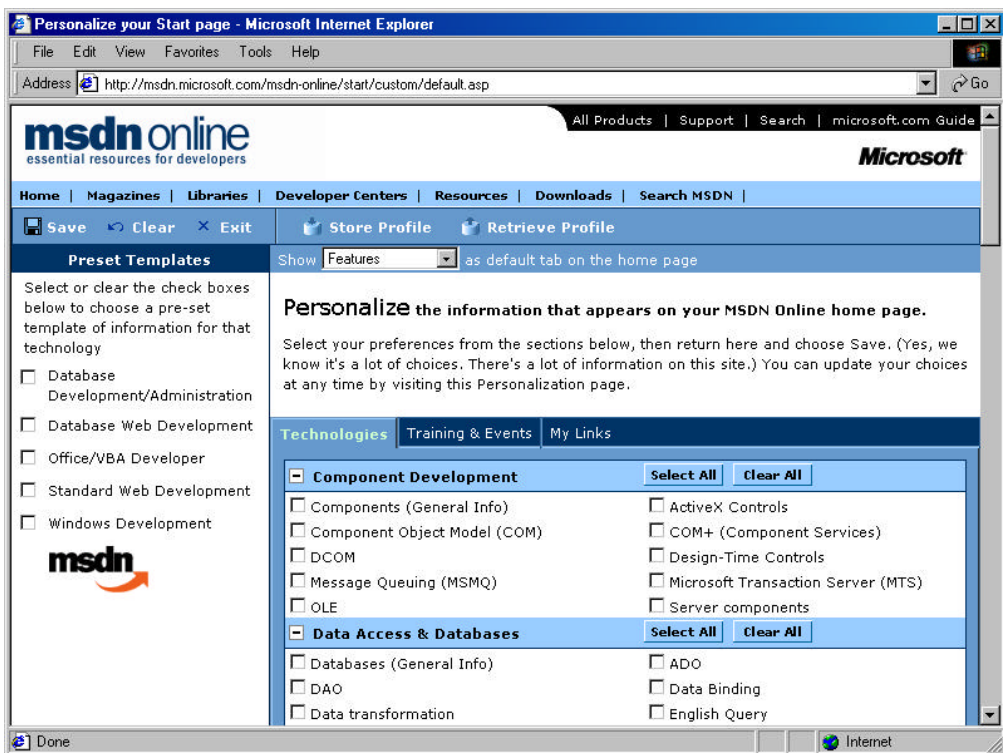 Personalize your Start page - Microsoft Internet Explorer
File Edit View Favorites Tools Help
Address http://msdn.microsoft.com/msdn-online/start/custom/default.asp Go
All Products | Support | Search | microsoft.com Guide
msdn online
essential resources for developers
Microsoft
Home | Magazines | Libraries | Developer Centers | Resources | Downloads | Search MSDN |
Save Clear Exit Store Profile Retrieve Profile
Preset Templates
Select or clear the check boxes
below to choose a pre-set
template of information for that
technology
Database
Development/Administration
Database Web Development
Office/VBA Developer
Standard Web Development
Windows Development
msdn
Show Features as default tab on the home page
Personalize the information that appears on your MSDN Online home page.
Select your preferences from the sections below, then return here and choose Save. (Yes, we
know it's a lot of choices. There's a lot of information on this site.) You can update your choices
at any time by visiting this Personalization page.
Technologies Training & Events My Links
Component Development Select All Clear All
Components (General Info) ActiveX Controls
Component Object Model (COM) COM+ (Component Services)
DCOM Design-Time Controls
Message Queuing (MSMQ) Microsoft Transaction Server (MTS)
OLE Server components
Data Access & Databases Select All Clear All
Databases (General Info) ADO
DAO Data Binding
Data transformation English Query
Done Internet